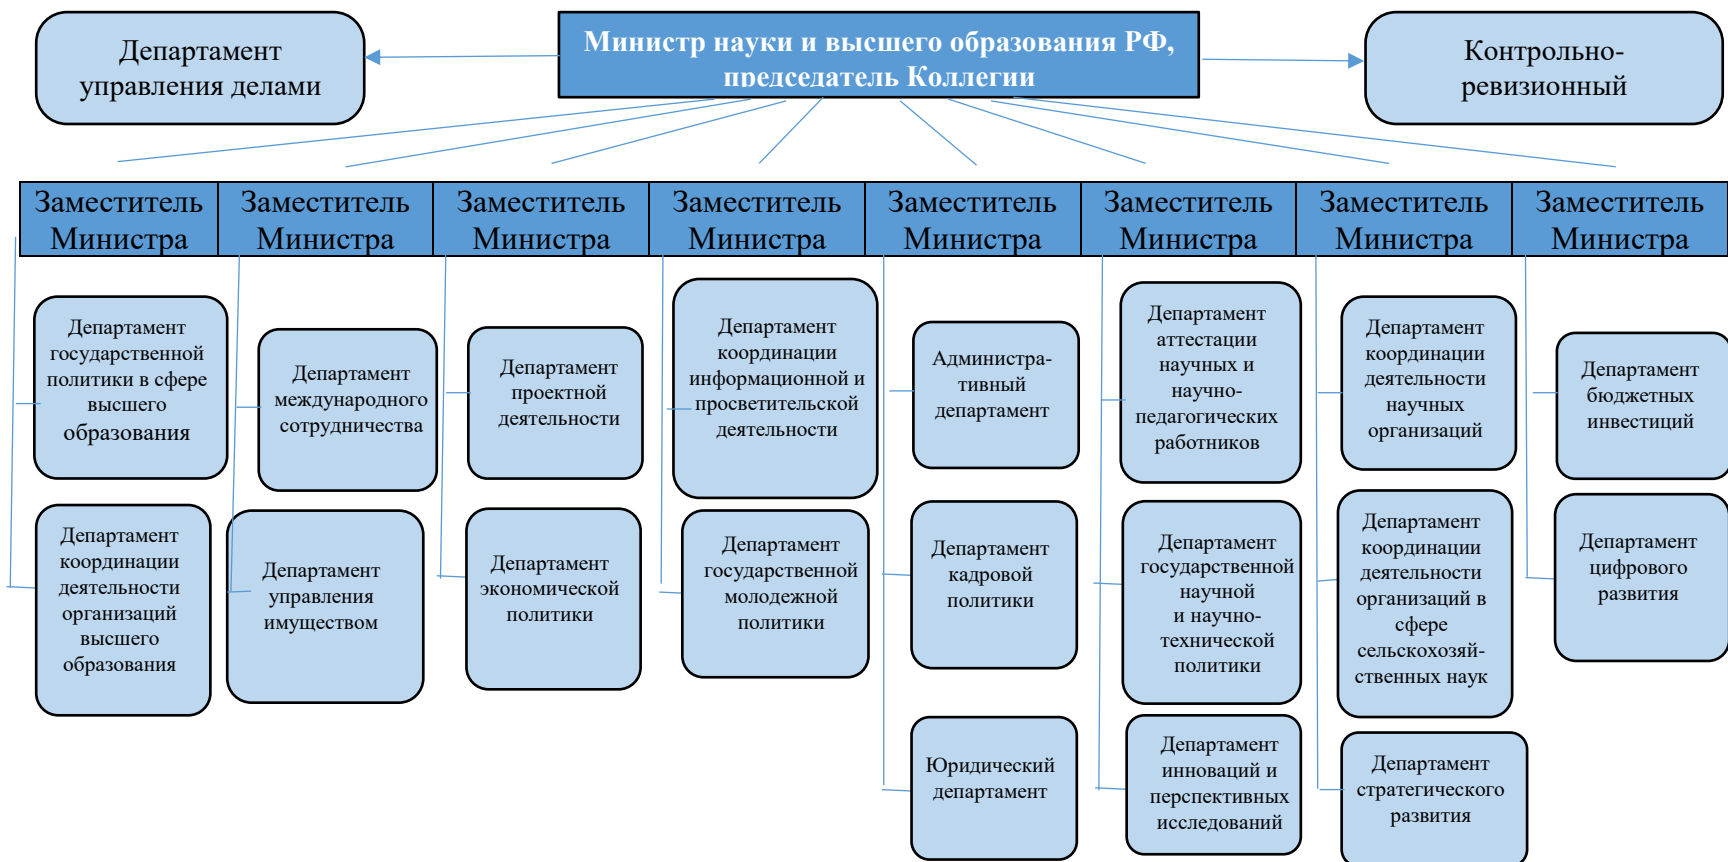 Департамент
управления делами
Министр науки и высшего образования РФ,
председатель Коллегии
Контрольно-
ревизионный
Заместитель
Министра
Заместитель
Министра
Заместитель
Министра
Заместитель
Министра
Заместитель
Министра
Заместитель
Министра
Заместитель
Министра
Заместитель
Министра
Департамент
государственной
политики в сфере
высшего
образования
Департамент
международного
сотрудничества
Департамент
проектной
деятельности
Департамент
координации
информационной и
просветительской
деятельности
Администра-
тивный
департамент
Департамент
аттестации
научных и
научно-
педагогических
работников
Департамент
координации
деятельности
научных
организаций
Департамент
бюджетных
инвестиций
Департамент
координации
деятельности
организаций
высшего
образования
Департамент
управления
имуществом
Департамент
экономической
политики
Департамент
государственной
молодежной
политики
Департамент
кадровой
политики
Департамент
государственной
научной
и научно-
технической
политики
Департамент
координации
деятельности
организаций в
сфере
сельскохозяй-
ственных наук
Департамент
цифрового
развития
Юридический
департамент
Департамент
инноваций и
перспективных
исследований
Департамент
стратегического
развития